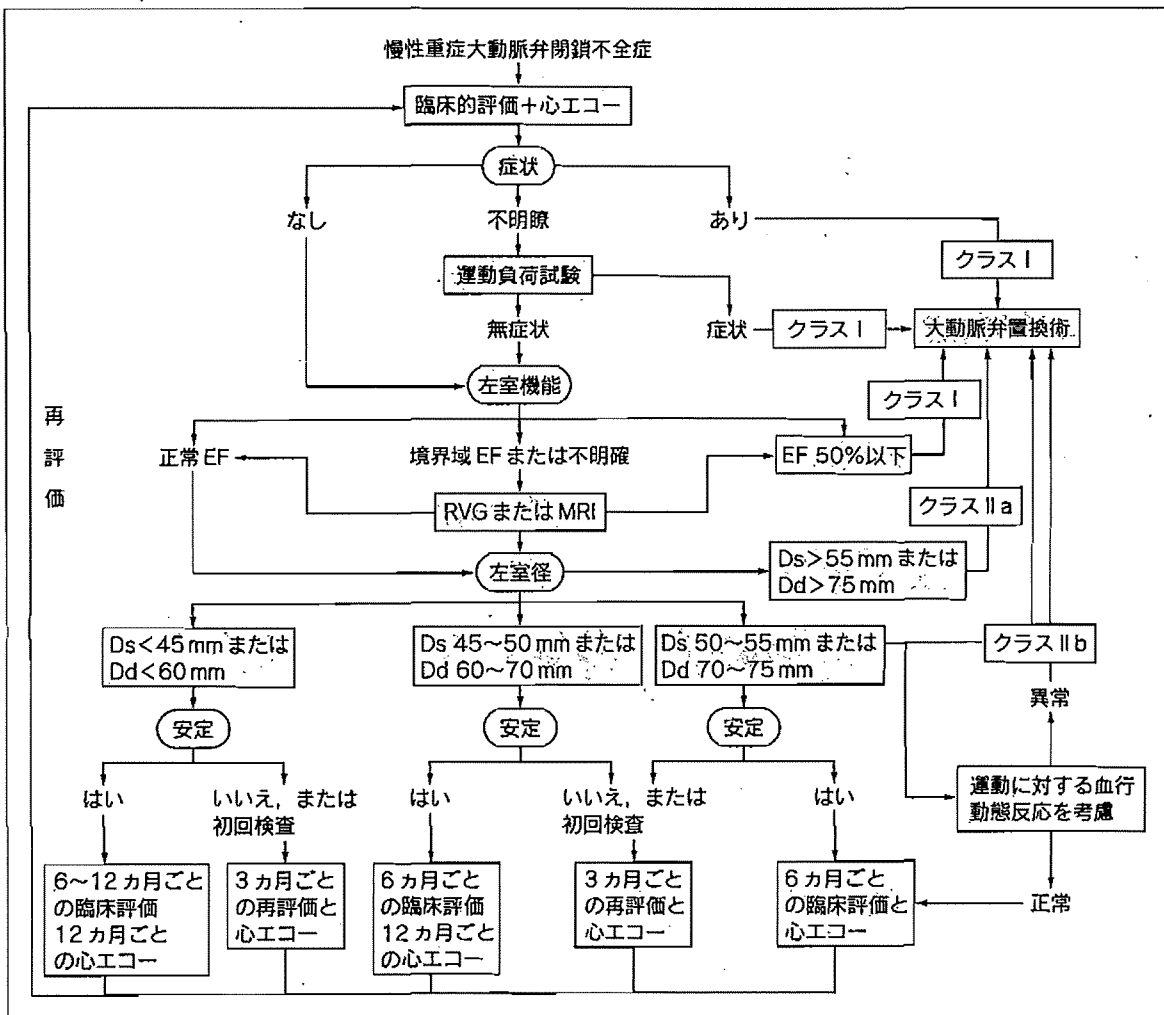 慢性重症大動脈弁閉鎖不全症
臨床的評価+心エコー
症状
なし
不明瞭
あり
クラスⅠ
運動負荷試験
無症状
症状
クラスⅠ
大動脈弁置換術
左室機能
クラスⅠ
再評価
正常EF
境界域EFまたは不明確
EF 50%以下
RVGまたはMRI
クラスⅡa
左室径
Ds>55mmまたは
Dd>75mm
Ds<45mmまたは
Dd<60mm
Ds 45~50mmまたは
Dd 60~70mm
Ds 50~55mmまたは
Dd 70~75mm
クラスⅡb
異常
安定
安定
安定
はい
いいえ,または
初回検査
はい
いいえ,または
初回検査
はい
運動に対する血行
動態反応を考慮
6~12ヵ月ごと
の臨床評価
12ヵ月ごと
の心エコー
3ヵ月ごと
の再評価と
心エコー
6ヵ月ごと
の臨床評価
12ヵ月ごと
の心エコー
3ヵ月ごと
の再評価と
心エコー
6ヵ月ごと
の臨床評価と
心エコー
正常